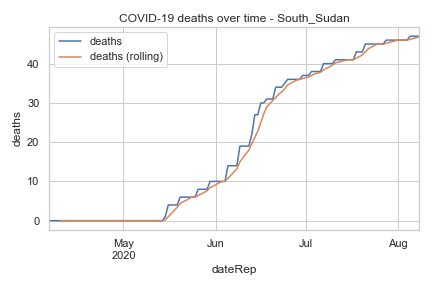 COVID-19 deaths over time - South_Sudan
deaths
deaths (rolling)
deaths
40
30
20
10
0
May
2020
Jun
Jul
Aug
dateRep